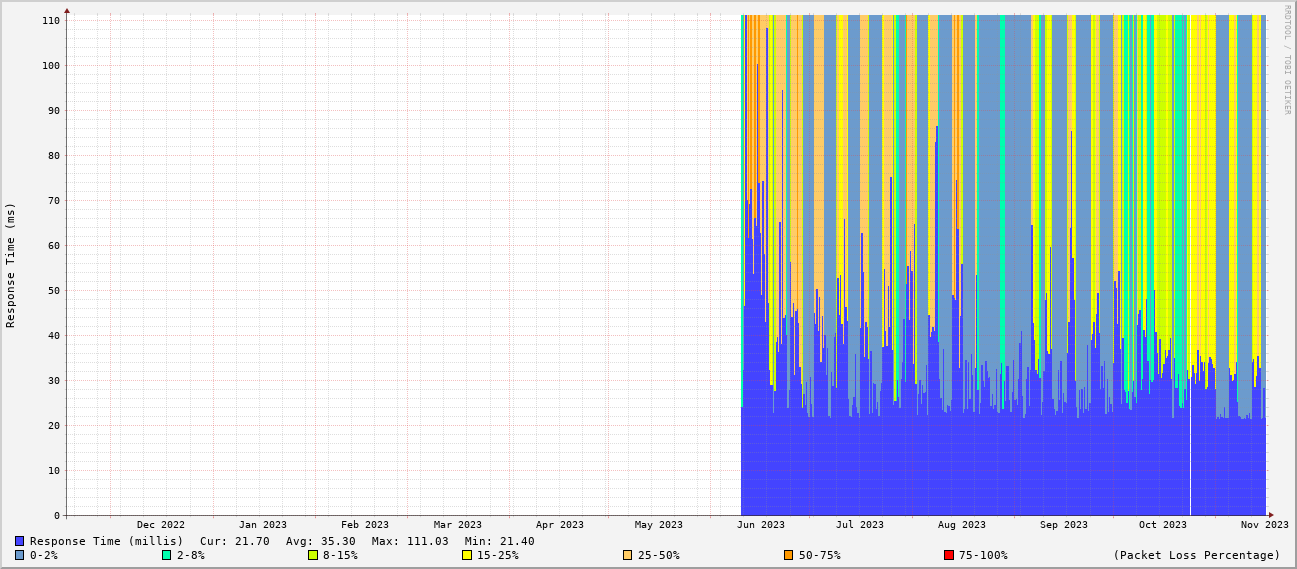 RRDTOOL / TOBI OETIKER
Response Time (ms)
110
100
90
80
70
60
50
40
30
20
10
0
Dec 2022 Jan 2023 Feb 2023 Mar 2023 Apr 2023 May 2023 Jun 2023 Jul 2023 Aug 2023 Sep 2023 Oct 2023 Nov 2023
Response Time (millis) Cur: 21.70 Avg: 35.30 Max: 111.03 Min: 21.40
0-2% 2-8% 8-15% 15-25% 25-50% 50-75% 75-100% (Packet Loss Percentage)